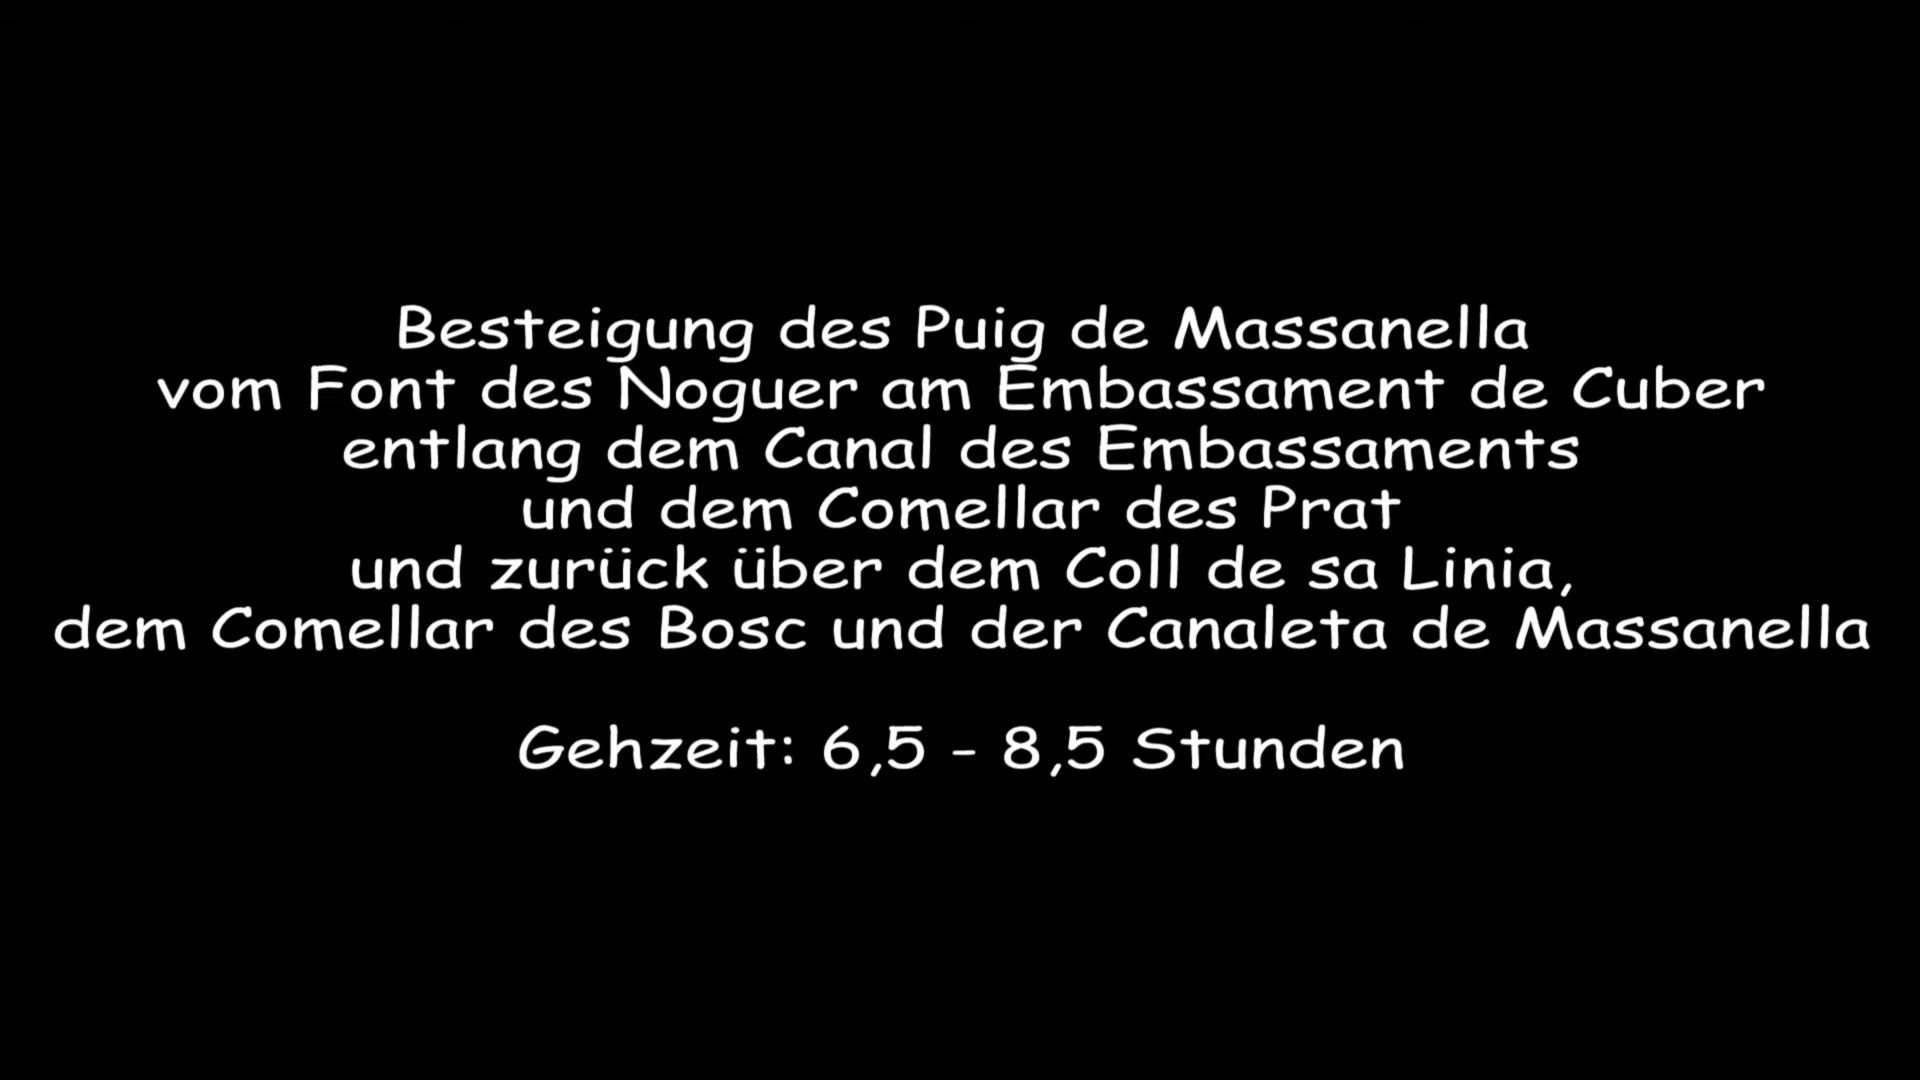 Besteigung des Puig de Massanella
vom Font des Noguer am Embassament de Cuber
entlang dem Canal des Embassaments
und dem Comellar des Prat
und zurück über dem Coll de sa Linia,
dem Comellar des Bosc und der Canaleta de Massanella
Gehzeit: 6,5 - 8,5 Stunden